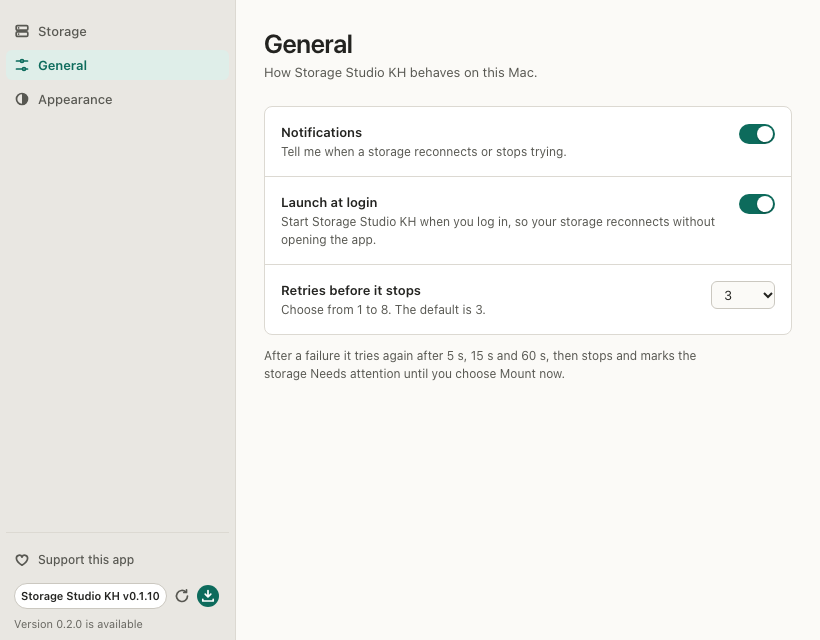 Storage
General
Appearance
General
How Storage Studio KH behaves on this Mac.
Notifications
Tell me when a storage reconnects or stops trying.
Launch at login
Start Storage Studio KH when you log in, so your storage reconnects without
opening the app.
Retries before it stops
Choose from 1 to 8. The default is 3.
3
After a failure it tries again after 5 s, 15 s and 60 s, then stops and marks the
storage Needs attention until you choose Mount now.
Support this app
Storage Studio KH v0.1.10
Version 0.2.0 is available